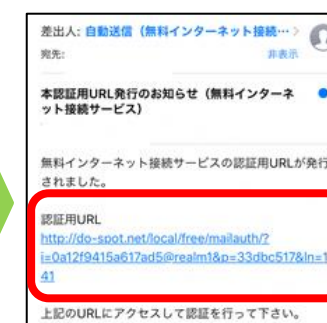 差出人: 自動送信（無料インターネット接続… >
宛先: 非表示
本認証用URL発行のお知らせ（無料インターネ
ット接続サービス）
無料インターネット接続サービスの認証用URLが発行
されました。
認証用URL
http://do-spot.net/local/free/mailauth/?
i=0a12f9415a617ad5@realm1&p=33dbc517&ln=1
41
上記のURLにアクセスして認証を行って下さい。